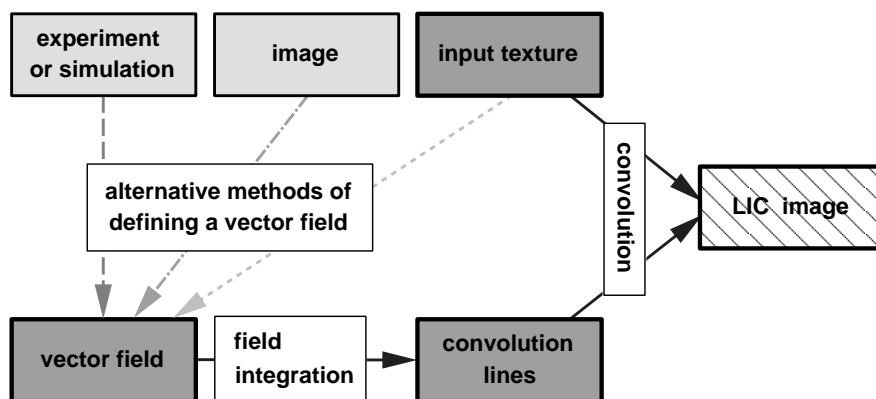 experiment
or simulation
image
input texture
alternative methods of
defining a vector field
convolution
LIC image
vector field
field
integration
convolution
lines